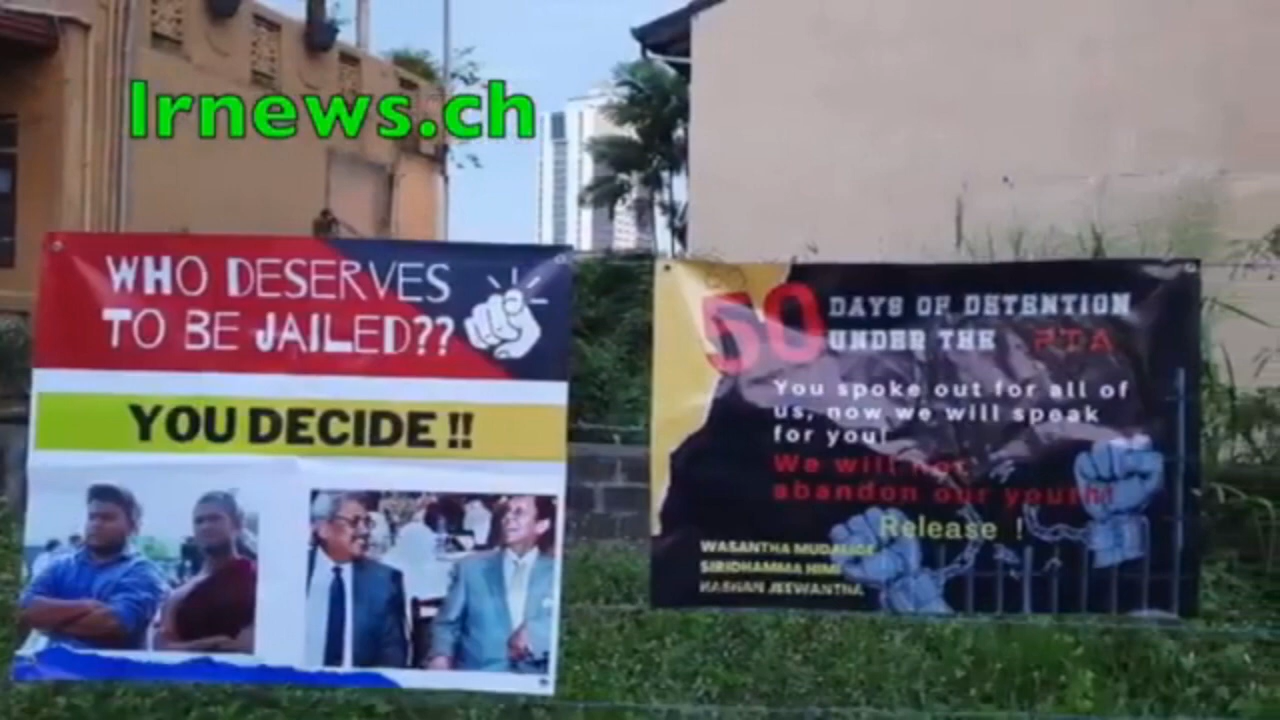 lrnews.ch
WHO DESERVES
TO BE JAILED??
YOU DECIDE !!
50 DAYS OF DETENTION
UNDER THE PTA
You spoke out for all of
us, now we will speak
for you!
We will not
abandon our youth!
Release !
WASANTHA MUDALIGE
SIRIDHAMMA HIMI
HASHAN JEEWANTHA